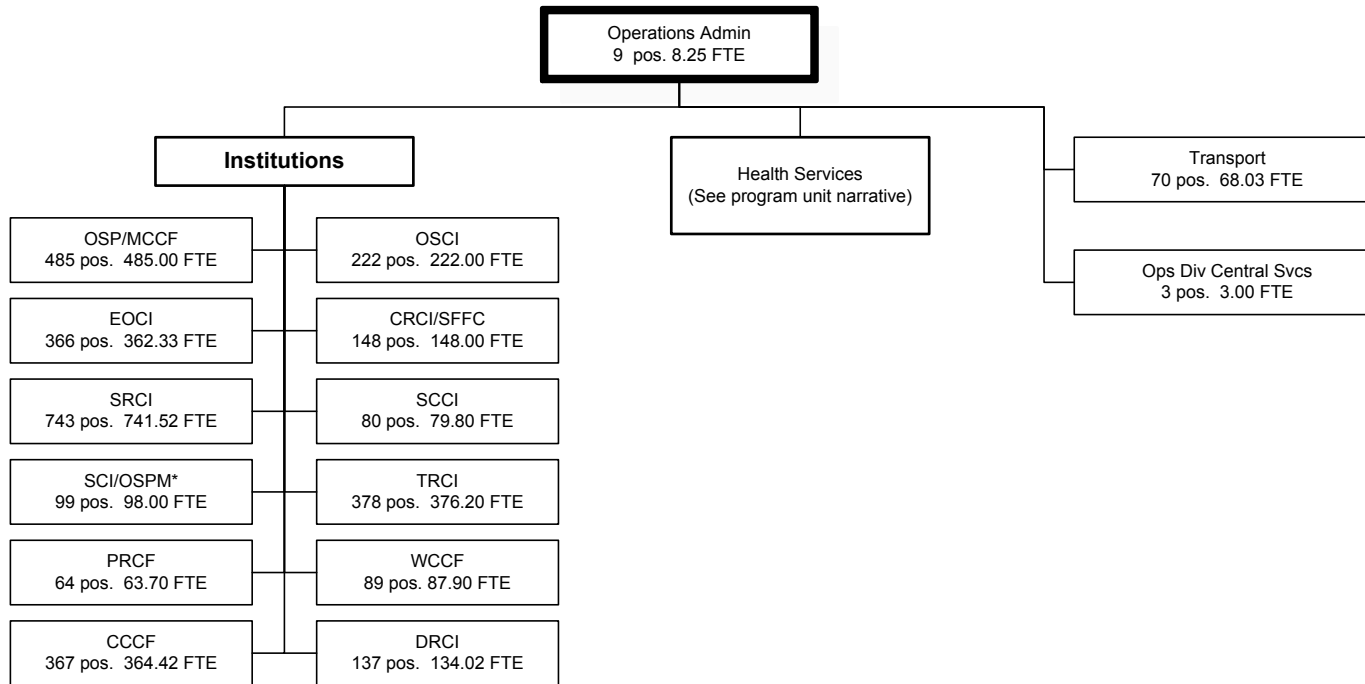 Operations Admin
9 pos. 8.25 FTE
Institutions
Health Services
(See program unit narrative)
Transport
70 pos. 68.03 FTE
Ops Div Central Svcs
3 pos. 3.00 FTE
OSP/MCCF
485 pos. 485.00 FTE
OSCI
222 pos. 222.00 FTE
EOCI
366 pos. 362.33 FTE
CRCI/SFFC
148 pos. 148.00 FTE
SRCI
743 pos. 741.52 FTE
SCCI
80 pos. 79.80 FTE
SCI/OSPM*
99 pos. 98.00 FTE
TRCI
378 pos. 376.20 FTE
PRCF
64 pos. 63.70 FTE
WCCF
89 pos. 87.90 FTE
CCCF
367 pos. 364.42 FTE
DRCI
137 pos. 134.02 FTE